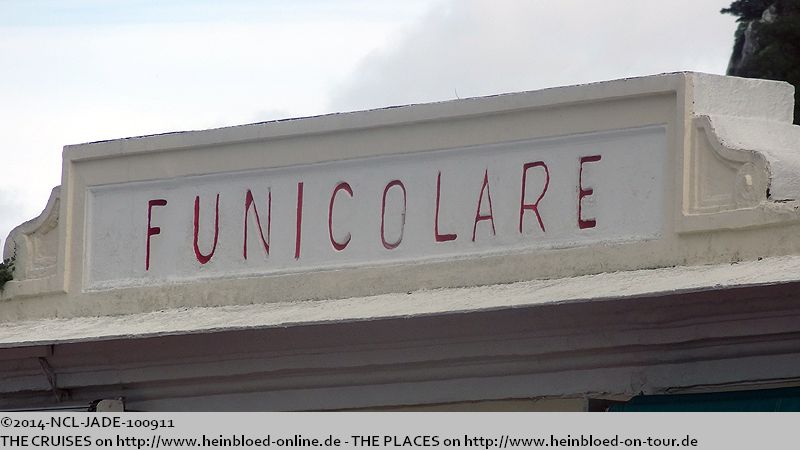 FUNICOLARE
©2014-NCL-JADE-100911
THE CRUISES on http://www.heinbloed-online.de - THE PLACES on http://www.heinbloed-on-tour.de